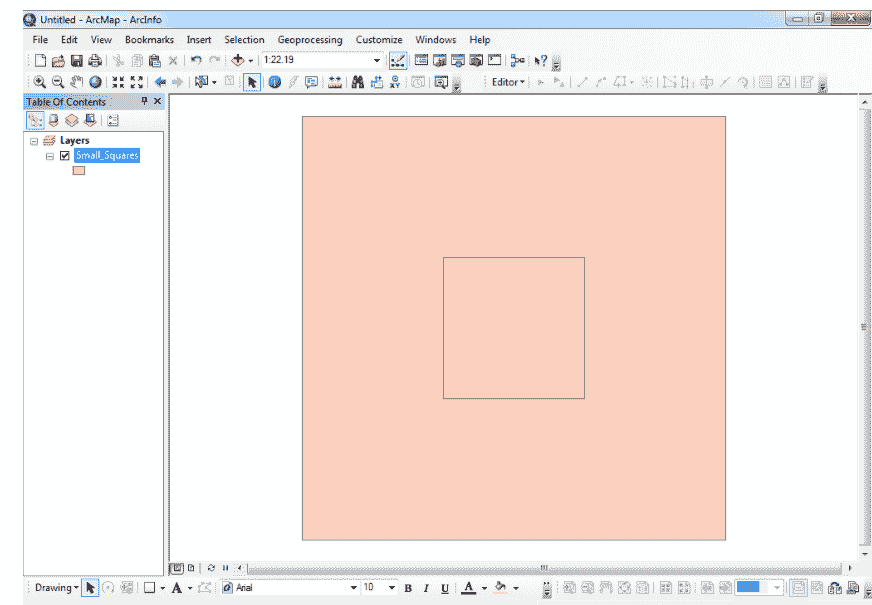 Untitled - ArcMap - ArcInfo
File Edit View Bookmarks Insert Selection Geoprocessing Customize Windows Help
1:22.19
Editor
Table Of Contents
Layers
Small_Squares
Drawing A Arial 10 B I U A